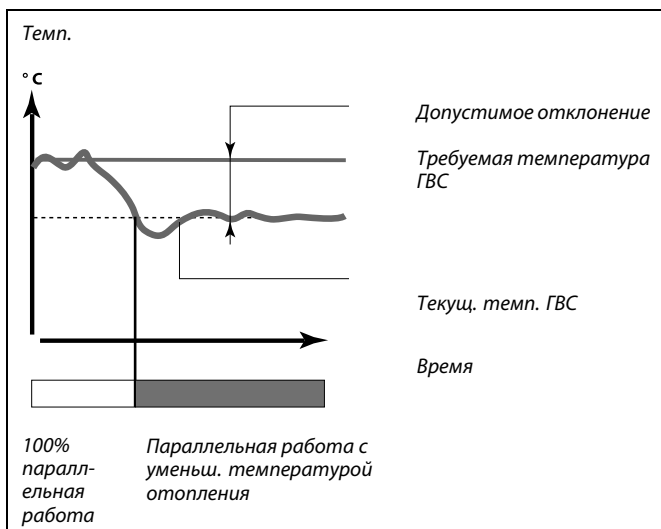 Темп.
° C
Допустимое отклонение
Требуемая температура
ГВС
Текущ. темп. ГВС
Время
100%
паралл-
ельная
работа
Параллельная работа с
уменьш. температурой
отопления